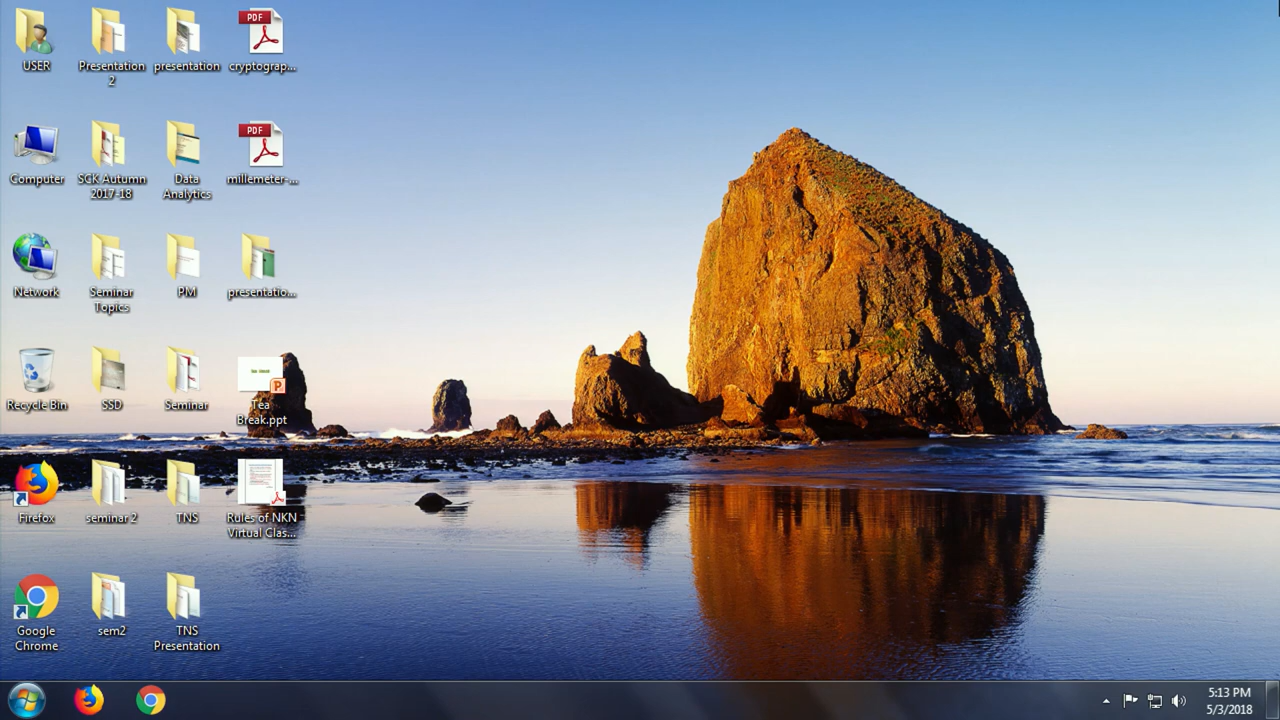 USER
Presentation
2
presentation
cryptograp...
Computer
SCK Autumn
2017-18
Data
Analytics
millemeter-...
Network
Seminar
Topics
PM
presentatio...
Recycle Bin
SSD
Seminar
Tea
Break.ppt
Firefox
seminar 2
TNS
Rules of NKN
Virtual Clas...
Google
Chrome
sem2
TNS
Presentation
PDF
PDF
P
5:13 PM
5/3/2018